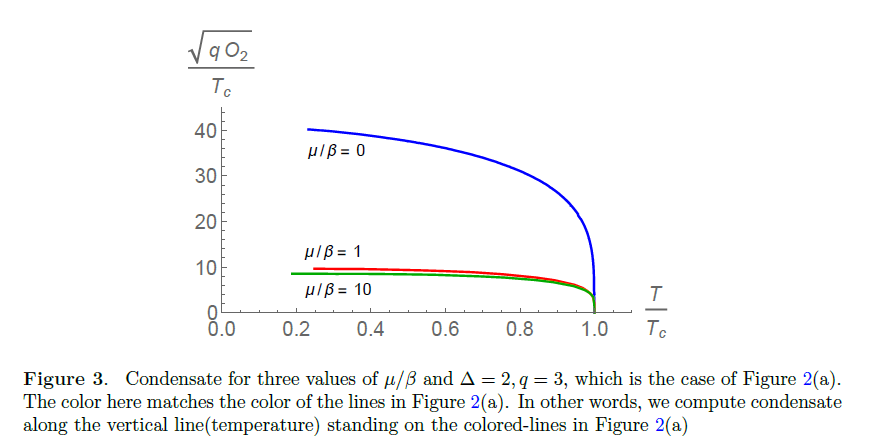 √q O₂
T_c
40
μ/β = 0
30
20
μ/β = 1
10
μ/β = 10
0
0.0 0.2 0.4 0.6 0.8 1.0
T
T_c
Figure 3. Condensate for three values of μ/β and Δ = 2, q = 3, which is the case of Figure 2(a).
The color here matches the color of the lines in Figure 2(a). In other words, we compute condensate
along the vertical line(temperature) standing on the colored-lines in Figure 2(a)